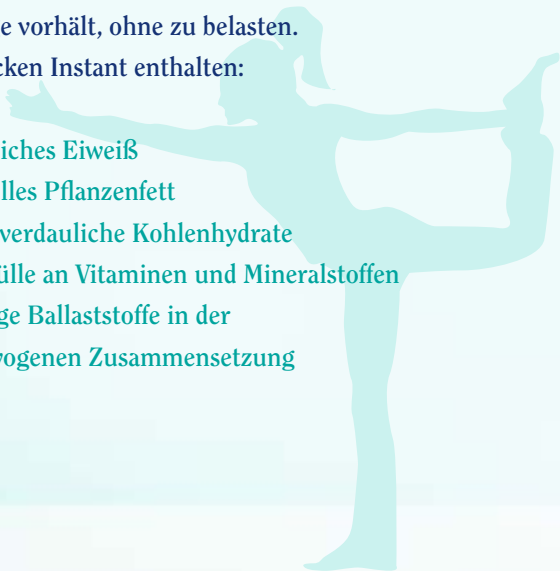 e vorhält, ohne zu belasten.
cken Instant enthalten:
iches Eiweiß
lles Pflanzenfett
verdauliche Kohlenhydrate
ülle an Vitaminen und Mineralstoffen
ge Ballaststoffe in der
vogenen Zusammensetzung